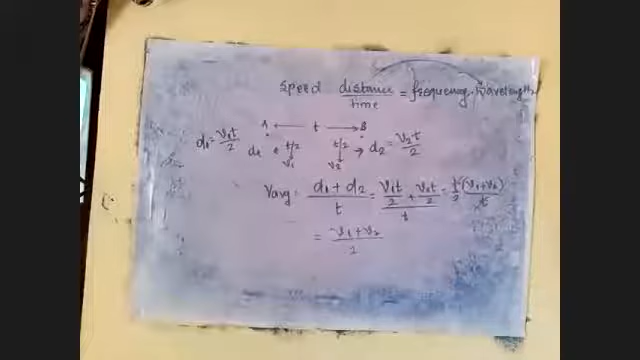 speed distance/time = frequency . wavelength
A ← t → B
d₁ = v₁t/2 d₁ ← t/2 t/2 → d₂ = v₂t/2
v₁ v₂
Vavg = (d₁ + d₂)/t = (v₁t/2 + v₂t/2)/t = t/2 (v₁+v₂)/t
= (v₁+v₂)/2